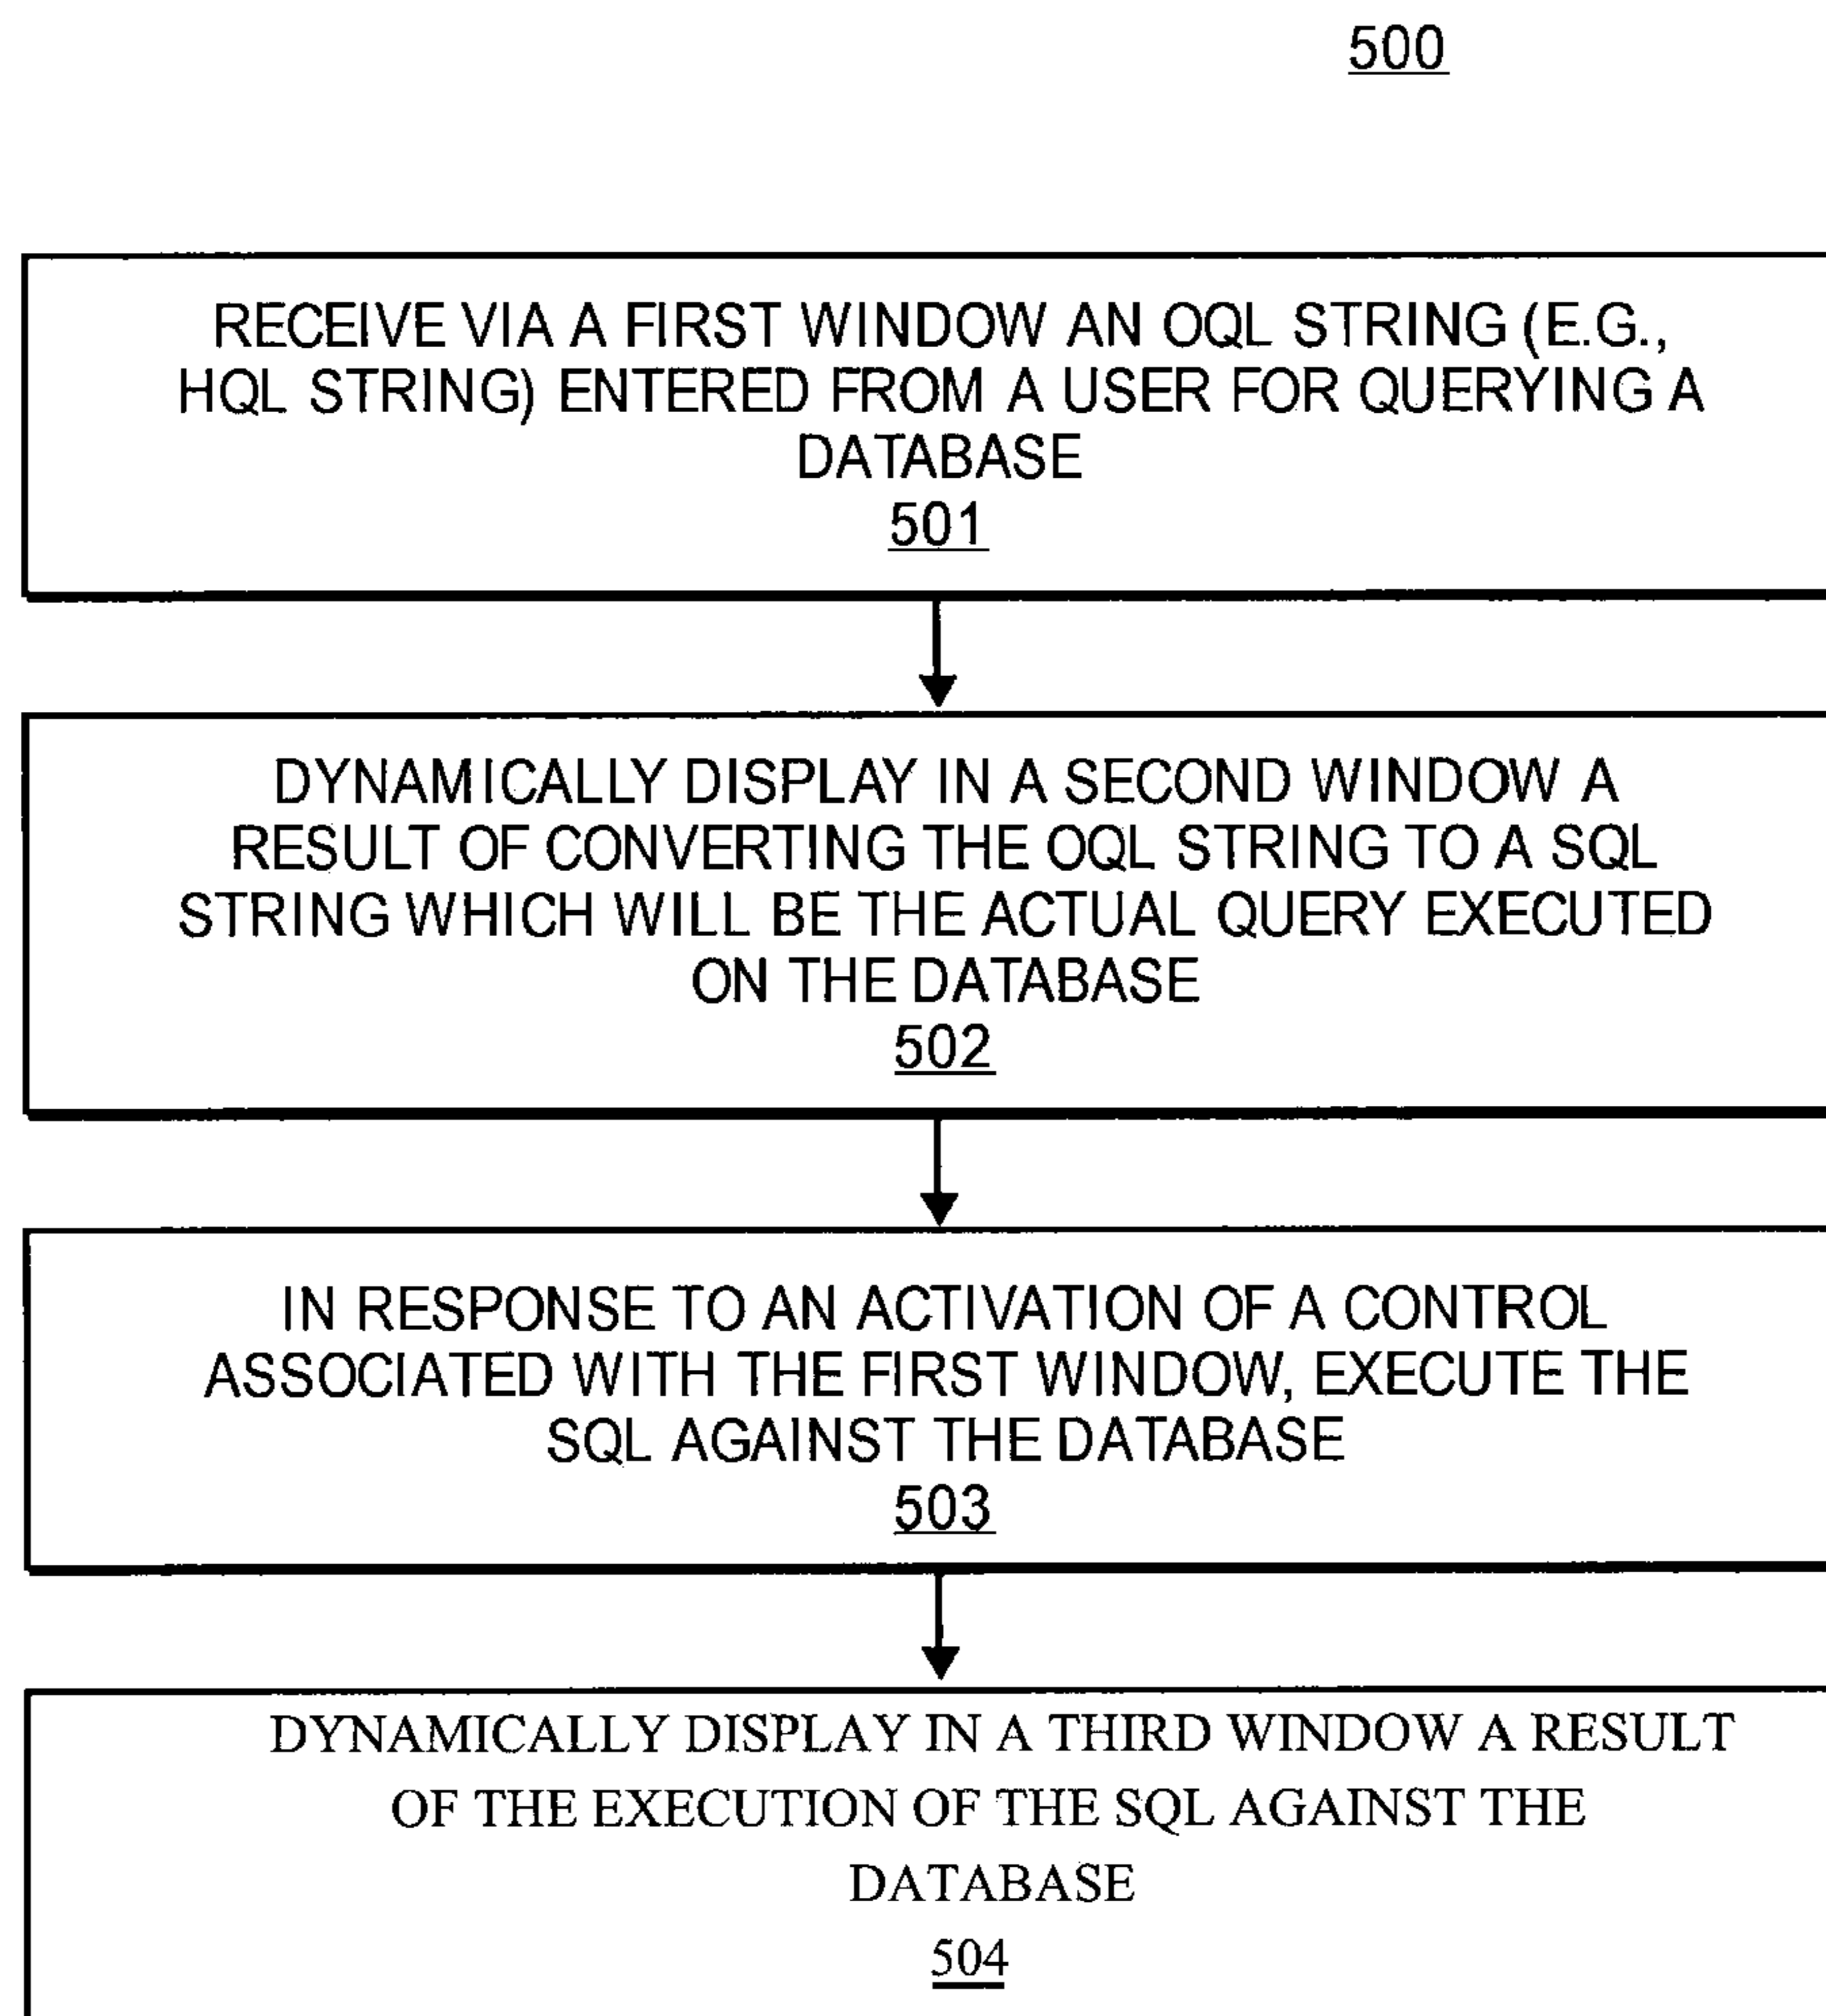 500
RECEIVE VIA A FIRST WINDOW AN OQL STRING (E.G.,
HQL STRING) ENTERED FROM A USER FOR QUERYING A
DATABASE
501
DYNAMICALLY DISPLAY IN A SECOND WINDOW A
RESULT OF CONVERTING THE OQL STRING TO A SQL
STRING WHICH WILL BE THE ACTUAL QUERY EXECUTED
ON THE DATABASE
502
IN RESPONSE TO AN ACTIVATION OF A CONTROL
ASSOCIATED WITH THE FIRST WINDOW, EXECUTE THE
SQL AGAINST THE DATABASE
503
DYNAMICALLY DISPLAY IN A THIRD WINDOW A RESULT
OF THE EXECUTION OF THE SQL AGAINST THE
DATABASE
504